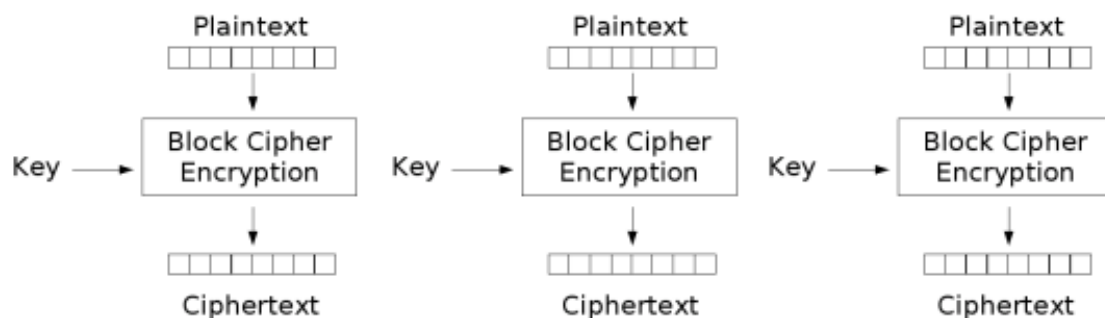 Plaintext Plaintext Plaintext
Block Cipher Block Cipher Block Cipher
Key Encryption Key Encryption Key Encryption
Ciphertext Ciphertext Ciphertext